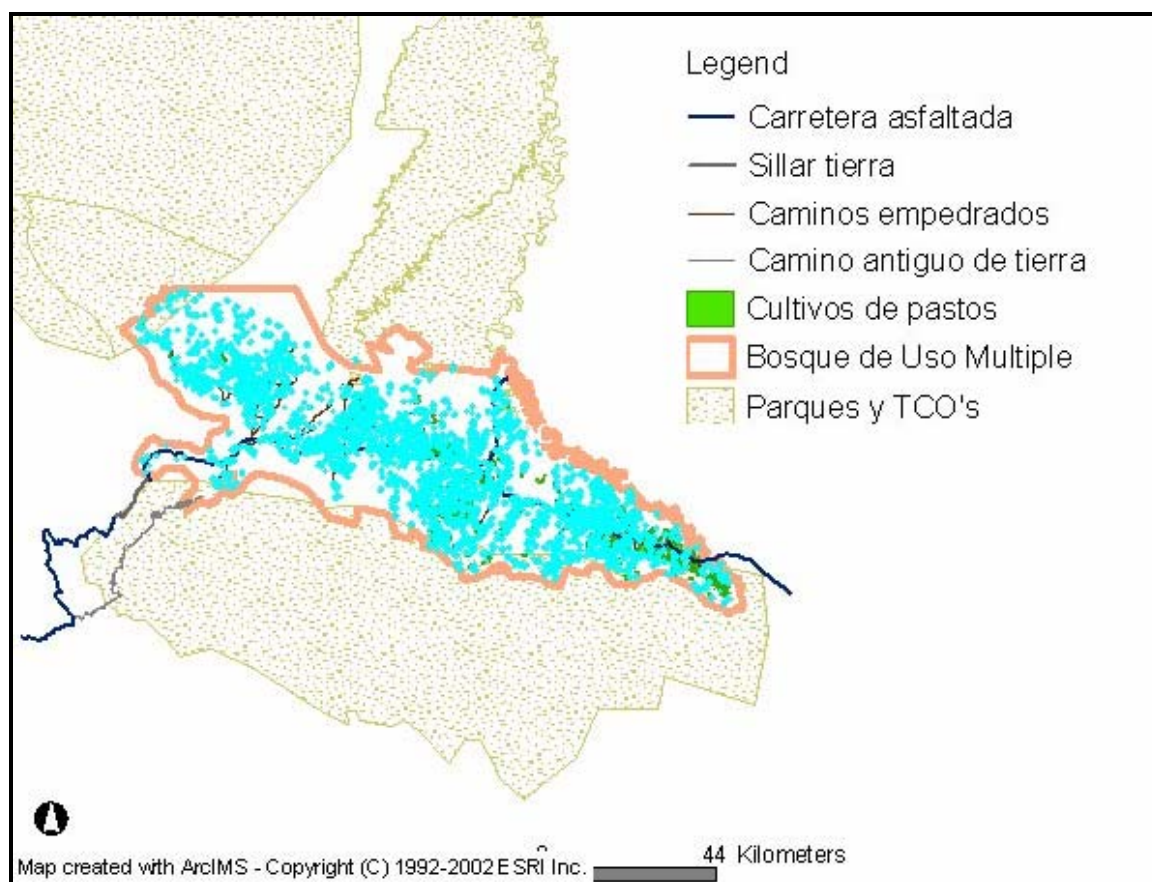 Legend
Carretera asfaltada
Sillar tierra
Caminos empedrados
Camino antiguo de tierra
Cultivos de pastos
Bosque de Uso Multiple
Parques y TCO's
44 Kilometers
Map created with ArcIMS - Copyright (C) 1992-2002 ESRI Inc.